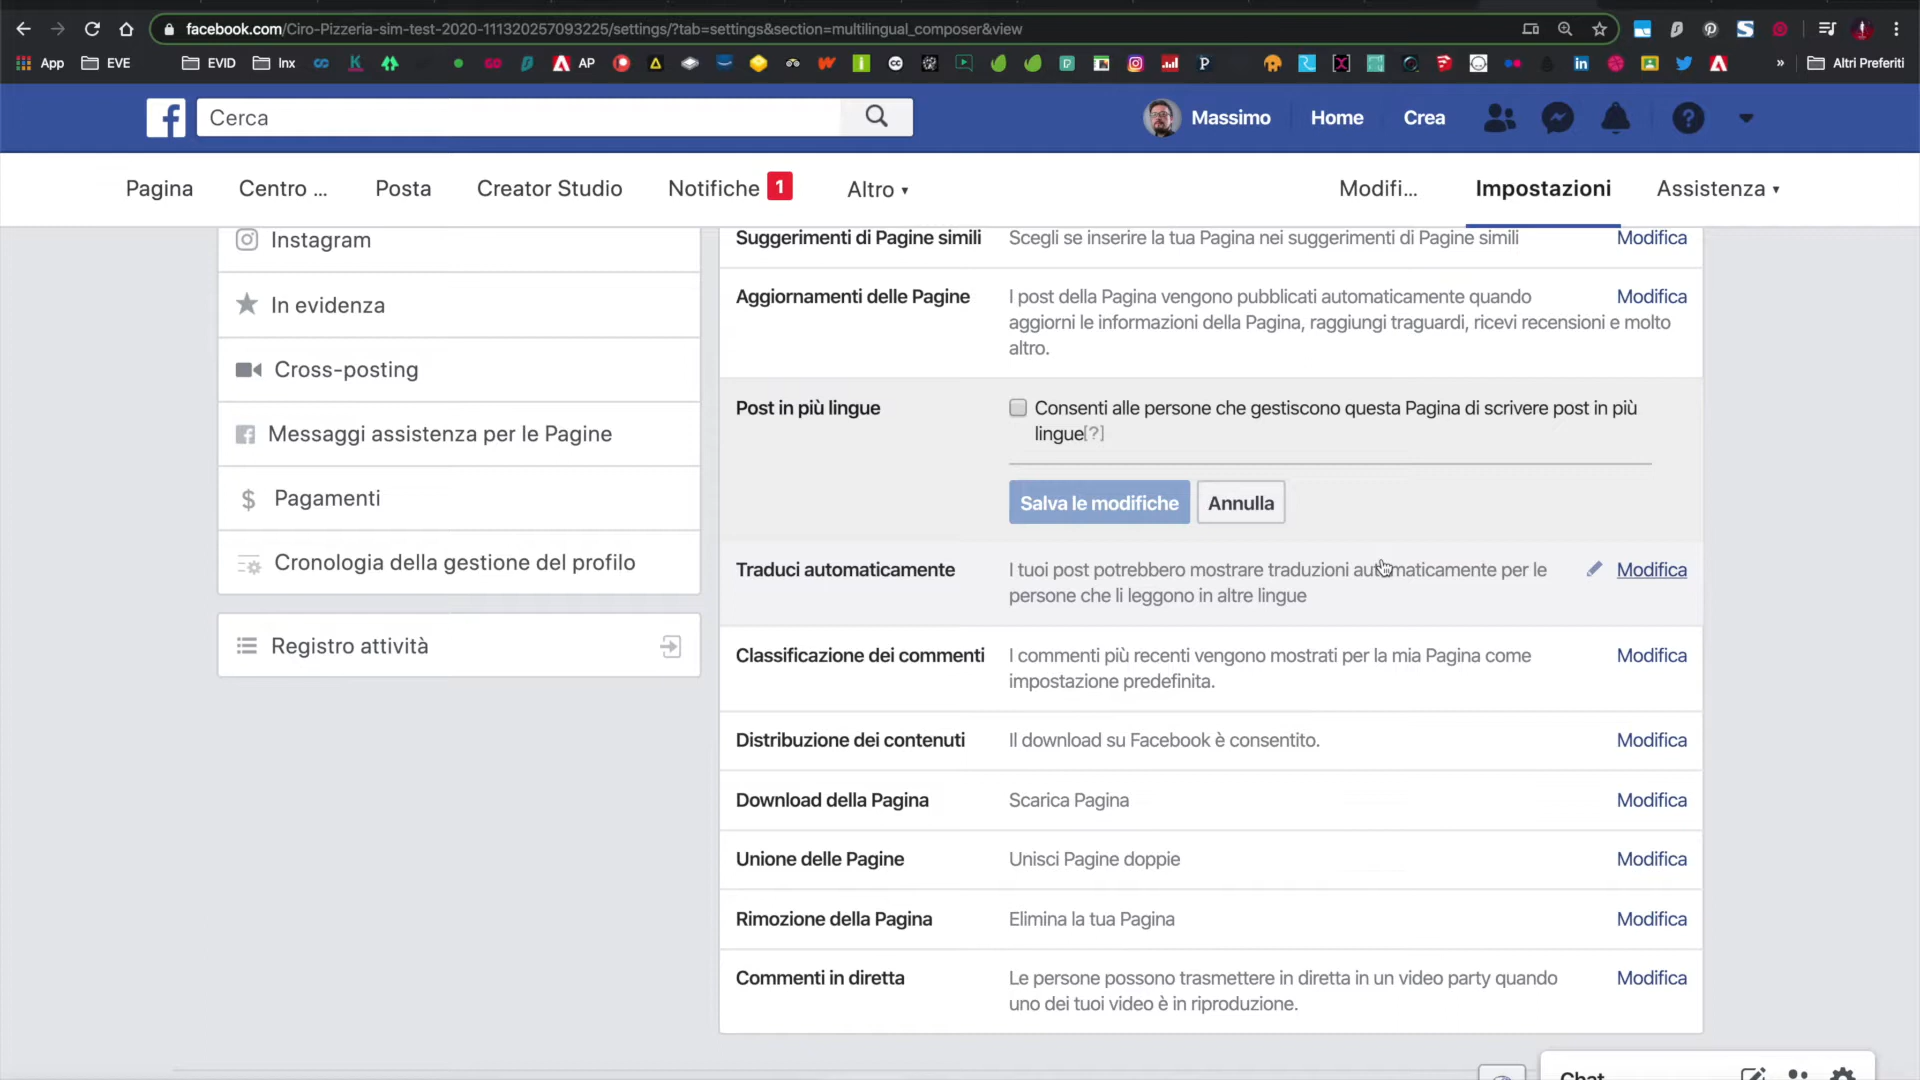 facebook.com/Ciro-Pizzeria-sim-test-2020-111320257093225/settings/?tab=settings&section=multilingual_composer&view
App EVE EVID Inx AP » Altri Preferiti
Cerca Massimo Home Crea
Pagina Centro ... Posta Creator Studio Notifiche 1 Altro Modifi... Impostazioni Assistenza
Instagram
In evidenza
Cross-posting
Messaggi assistenza per le Pagine
Pagamenti
Cronologia della gestione del profilo
Registro attività
Suggerimenti di Pagine simili Scegli se inserire la tua Pagina nei suggerimenti di Pagine simili Modifica
Aggiornamenti delle Pagine I post della Pagina vengono pubblicati automaticamente quando Modifica
aggiorni le informazioni della Pagina, raggiungi traguardi, ricevi recensioni e molto
altro.
Post in più lingue Consenti alle persone che gestiscono questa Pagina di scrivere post in più
lingue[?]
Salva le modifiche Annulla
Traduci automaticamente I tuoi post potrebbero mostrare traduzioni automaticamente per le Modifica
persone che li leggono in altre lingue
Classificazione dei commenti I commenti più recenti vengono mostrati per la mia Pagina come Modifica
impostazione predefinita.
Distribuzione dei contenuti Il download su Facebook è consentito. Modifica
Download della Pagina Scarica Pagina Modifica
Unione delle Pagine Unisci Pagine doppie Modifica
Rimozione della Pagina Elimina la tua Pagina Modifica
Commenti in diretta Le persone possono trasmettere in diretta in un video party quando Modifica
uno dei tuoi video è in riproduzione.
Chat